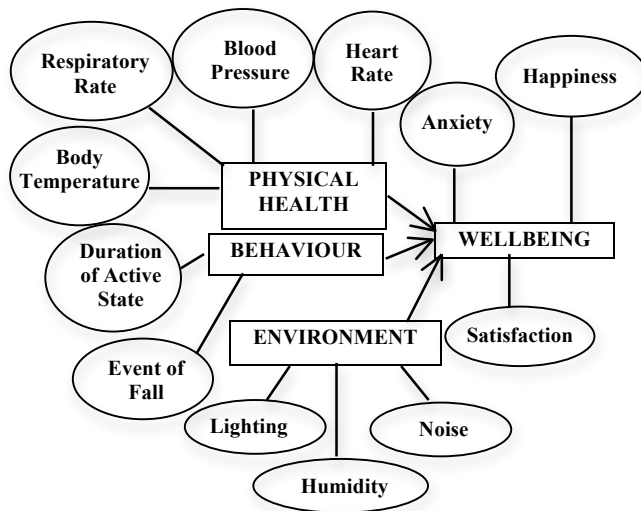 Respiratory
Rate
Blood
Pressure
Heart
Rate
Happiness
Anxiety
Body
Temperature
PHYSICAL
HEALTH
BEHAVIOUR
WELLBEING
Duration
of Active
State
ENVIRONMENT
Satisfaction
Event of
Fall
Lighting
Noise
Humidity